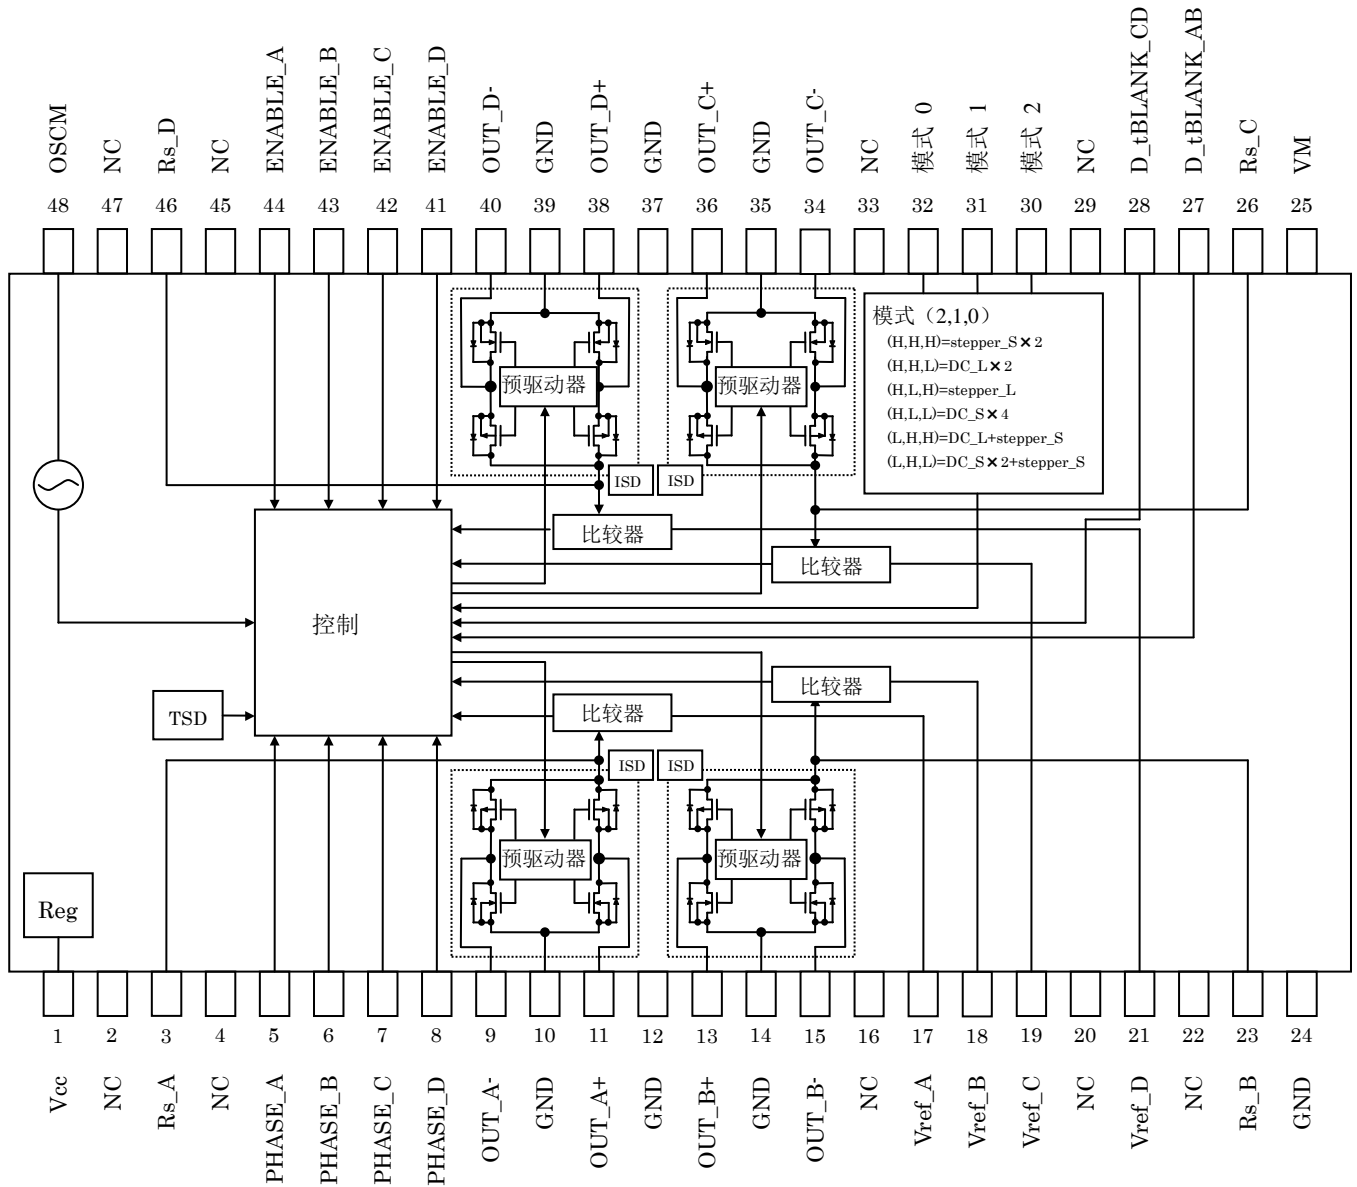 OSCM
NC
Rs_D
NC
ENABLE_A
ENABLE_B
ENABLE_C
ENABLE_D
OUT_D-
GND
OUT_D+
GND
OUT_C+
GND
OUT_C-
NC
模式 0
模式 1
模式 2
NC
D_tBLANK_CD
D_tBLANK_AB
Rs_C
VM
48 47 46 45 44 43 42 41 40 39 38 37 36 35 34 33 32 31 30 29 28 27 26 25
模式（2,1,0）
(H,H,H)=stepper_S×2
(H,H,L)=DC_L×2
(H,L,H)=stepper_L
(H,L,L)=DC_S×4
(L,H,H)=DC_L+stepper_S
(L,H,L)=DC_S×2+stepper_S
预驱动器
预驱动器
ISD
ISD
比较器
比较器
控制
比较器
比较器
TSD
ISD
ISD
预驱动器
预驱动器
Reg
1 2 3 4 5 6 7 8 9 10 11 12 13 14 15 16 17 18 19 20 21 22 23 24
Vcc
NC
Rs_A
NC
PHASE_A
PHASE_B
PHASE_C
PHASE_D
OUT_A-
GND
OUT_A+
GND
OUT_B+
GND
OUT_B-
NC
Vref_A
Vref_B
Vref_C
NC
Vref_D
NC
Rs_B
GND